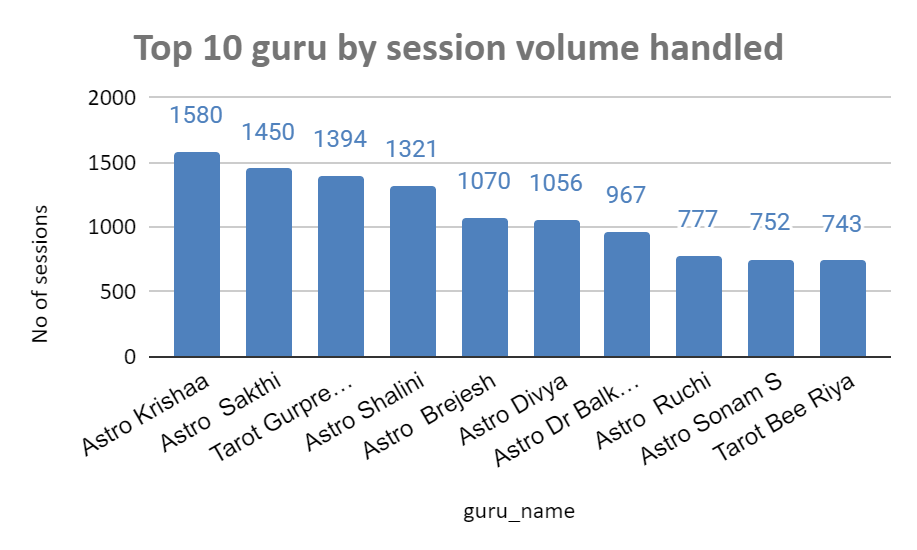 Top 10 guru by session volume handled
No of sessions
2000
1500
1000
500
0
1580
1450
1394
1321
1070
1056
967
777
752
743
Astro Krishaa
Astro Sakthi
Tarot Gurpre…
Astro Shalini
Astro Brejesh
Astro Divya
Astro Dr Balk…
Astro Ruchi
Astro Sonam S
Tarot Bee Riya
guru_name